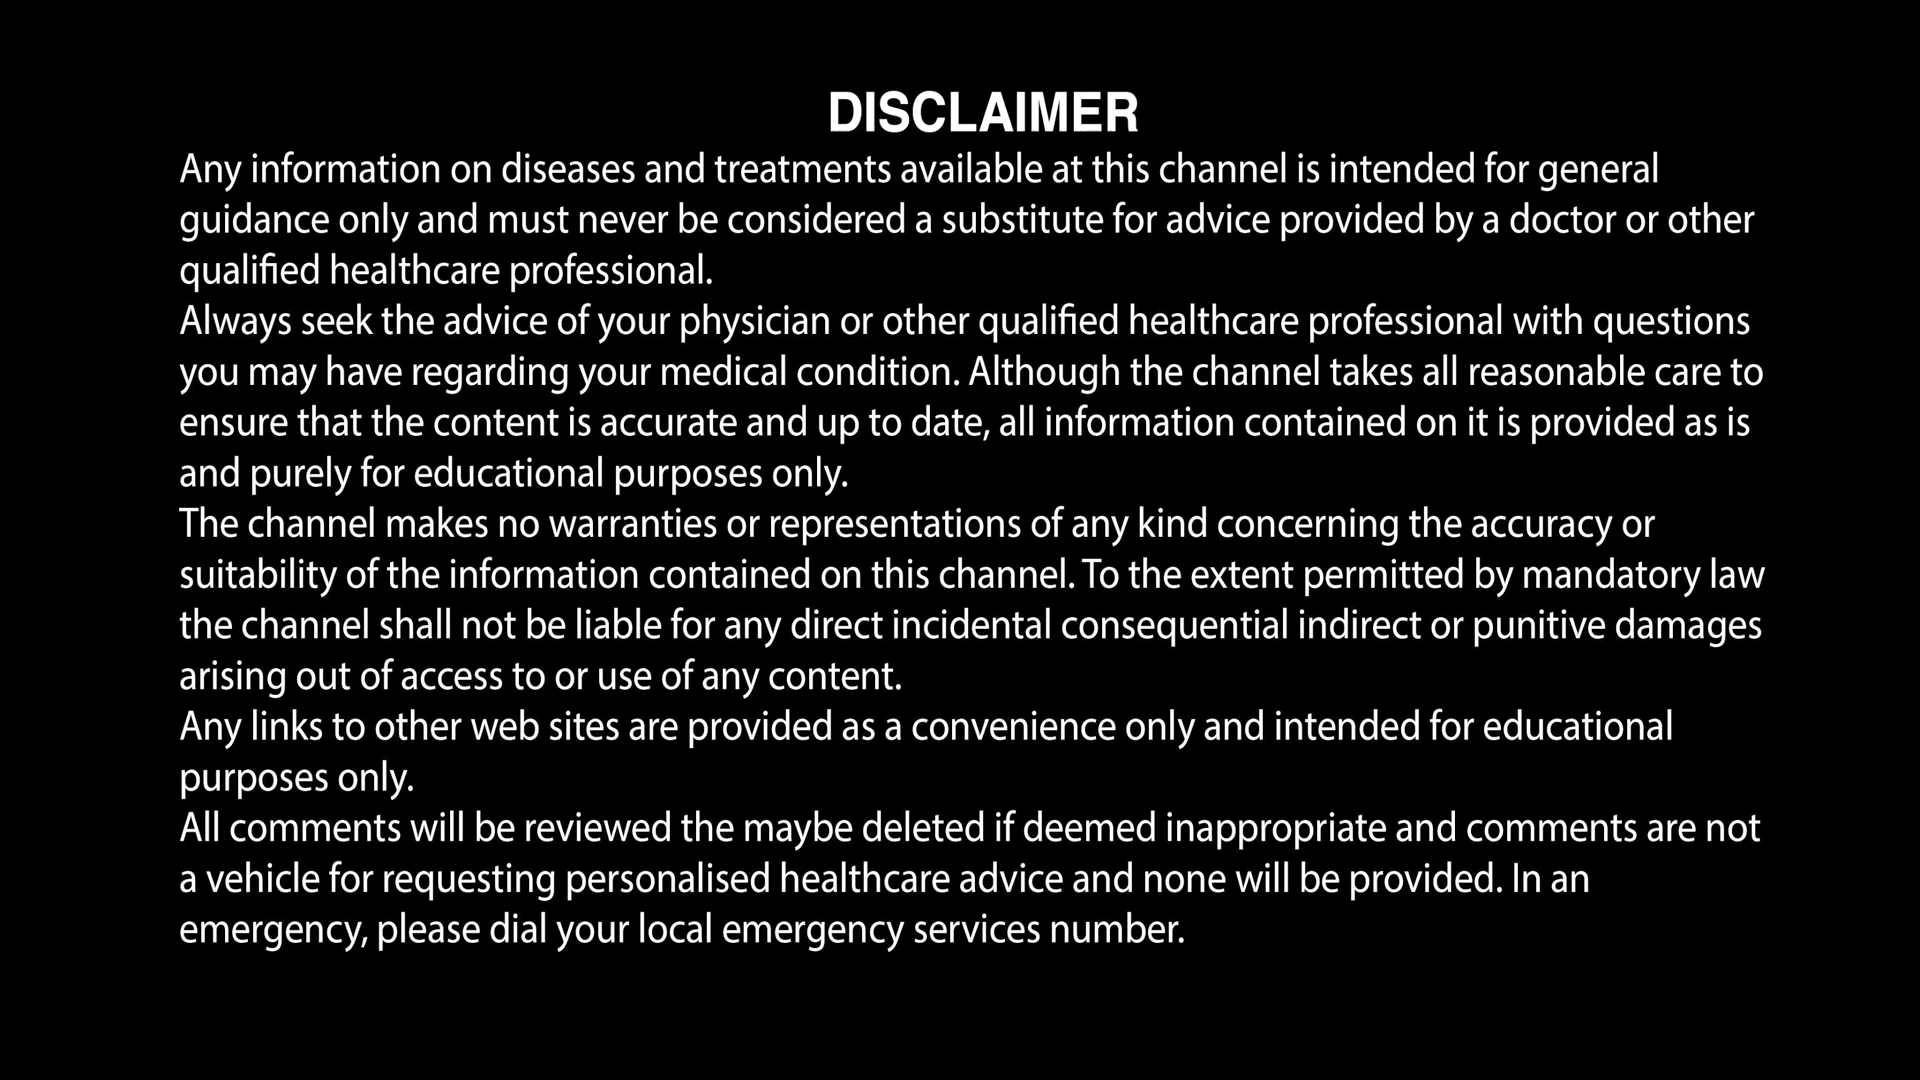 DISCLAIMER
Any information on diseases and treatments available at this channel is intended for general
guidance only and must never be considered a substitute for advice provided by a doctor or other
qualified healthcare professional.
Always seek the advice of your physician or other qualified healthcare professional with questions
you may have regarding your medical condition. Although the channel takes all reasonable care to
ensure that the content is accurate and up to date, all information contained on it is provided as is
and purely for educational purposes only.
The channel makes no warranties or representations of any kind concerning the accuracy or
suitability of the information contained on this channel. To the extent permitted by mandatory law
the channel shall not be liable for any direct incidental consequential indirect or punitive damages
arising out of access to or use of any content.
Any links to other web sites are provided as a convenience only and intended for educational
purposes only.
All comments will be reviewed the maybe deleted if deemed inappropriate and comments are not
a vehicle for requesting personalised healthcare advice and none will be provided. In an
emergency, please dial your local emergency services number.